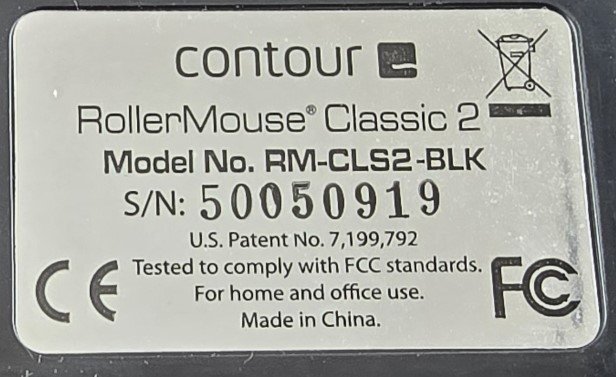 contour
RollerMouse® Classic 2
Model No. RM-CLS2-BLK
S/N: 50050919
U.S. Patent No. 7,199,792
Tested to comply with FCC standards.
For home and office use.
Made in China.
CE
FC